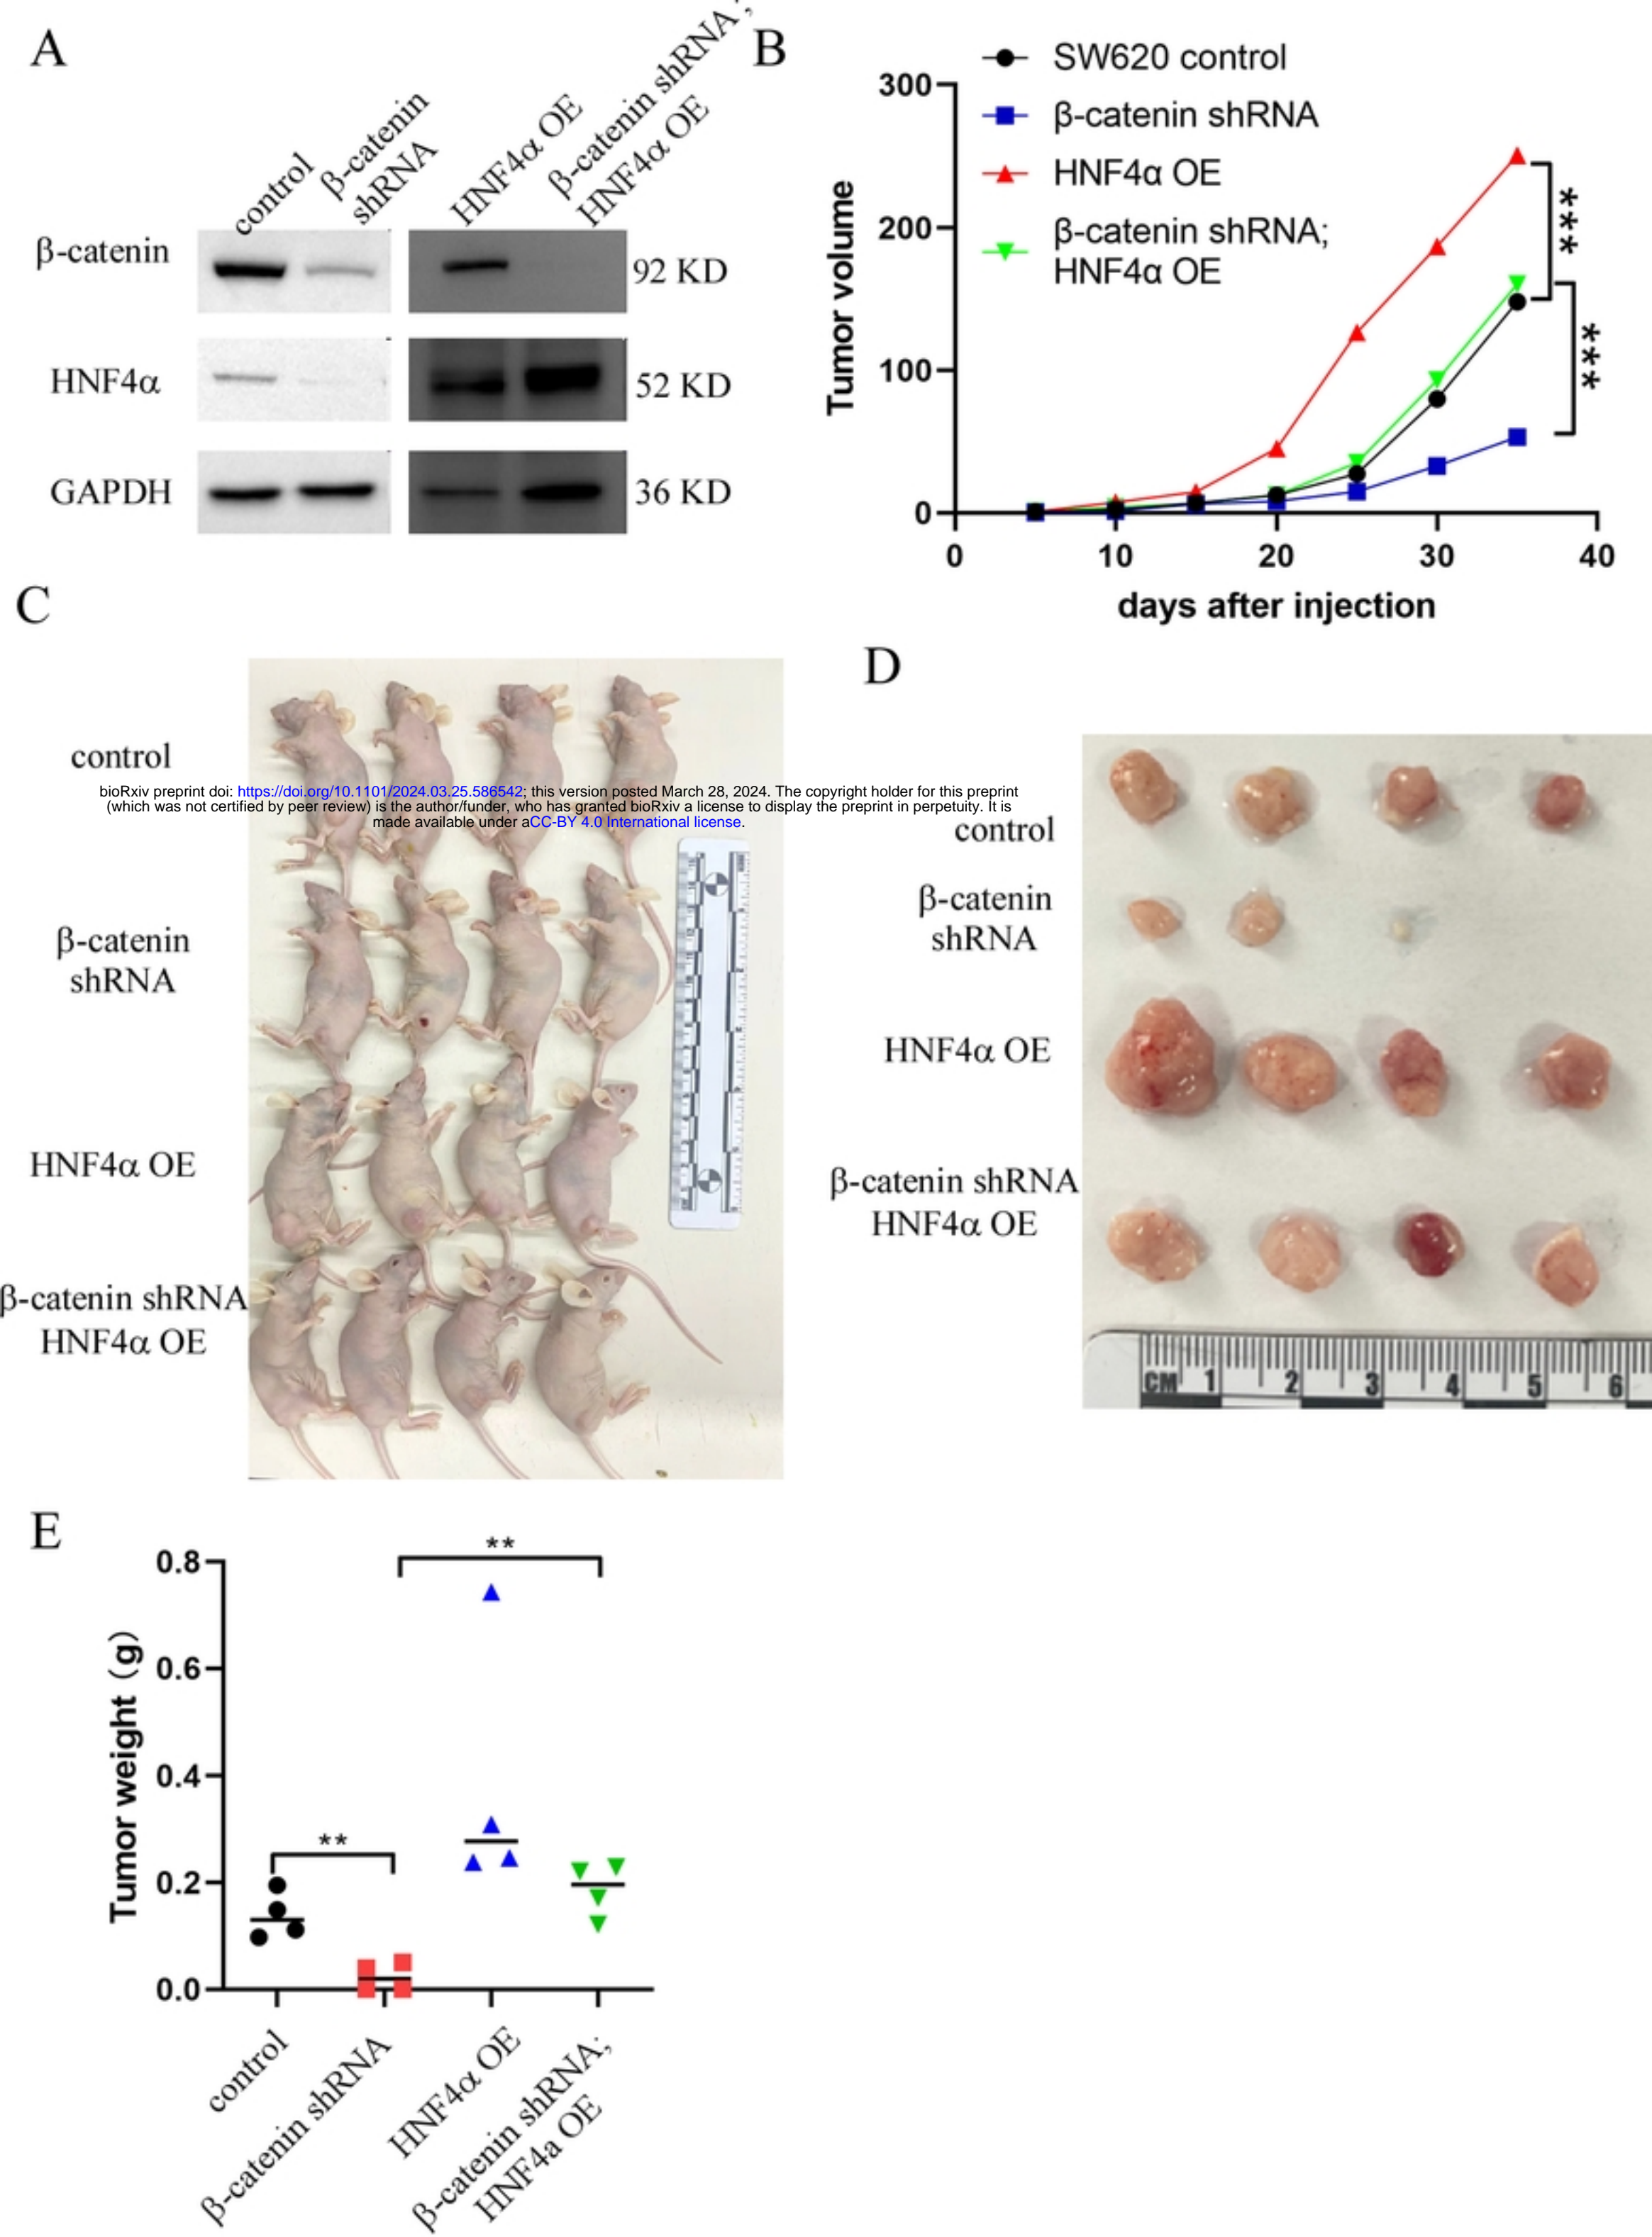 A
control
β-catenin
shRNA
HNF4α OE
β-catenin shRNA ;
HNF4α OE
β-catenin
92 KD
HNF4α
52 KD
GAPDH
36 KD
B
SW620 control
β-catenin shRNA
HNF4α OE
β-catenin shRNA;
HNF4α OE
300
200
100
0
Tumor volume
0 10 20 30 40
days after injection
***
***
C
control
bioRxiv preprint doi: https://doi.org/10.1101/2024.03.25.586542; this version posted March 28, 2024. The copyright holder for this preprint
(which was not certified by peer review) is the author/funder, who has granted bioRxiv a license to display the preprint in perpetuity. It is
made available under aCC-BY 4.0 International license.
β-catenin
shRNA
HNF4α OE
β-catenin shRNA
HNF4α OE
D
control
β-catenin
shRNA
HNF4α OE
β-catenin shRNA
HNF4α OE
CM 1 2 3 4 5 6
E
0.8
0.6
0.4
0.2
0.0
Tumor weight (g)
**
**
control
β-catenin shRNA
HNF4α OE
β-catenin shRNA;
HNF4a OE